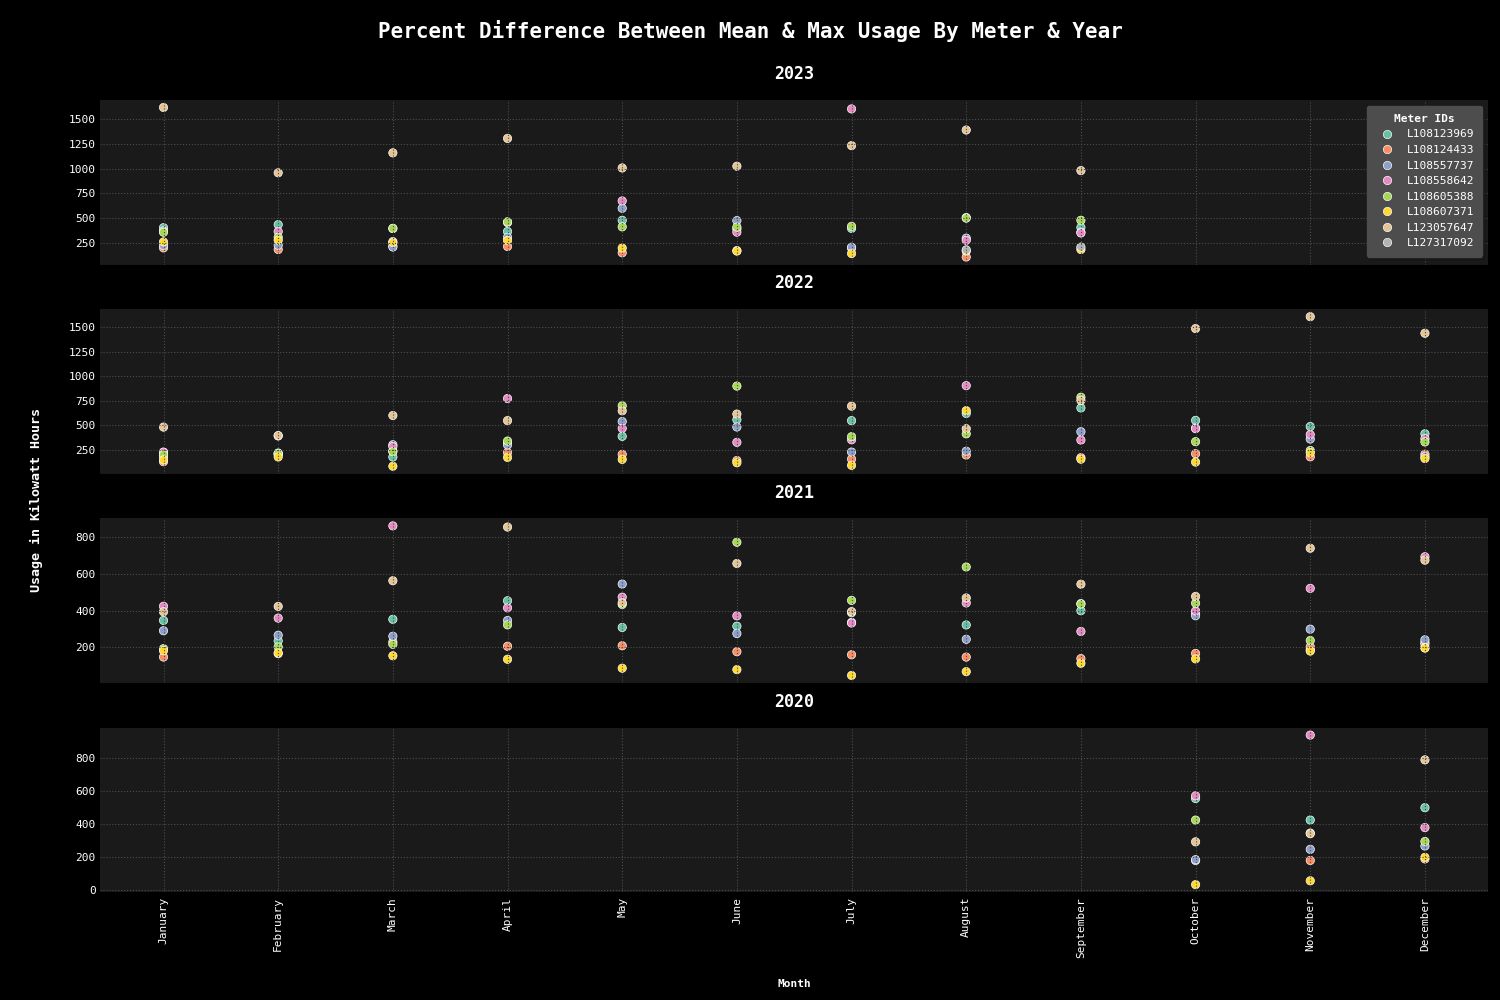 Percent Difference Between Mean & Max Usage By Meter & Year
2023
1500
1250
1000
750
500
250
Meter IDs
L108123969
L108124433
L108557737
L108558642
L108605388
L108607371
L123057647
L127317092
2022
1500
1250
1000
750
500
250
Usage in Kilowatt Hours
2021
800
600
400
200
2020
800
600
400
200
0
January
February
March
April
May
June
July
August
September
October
November
December
Month